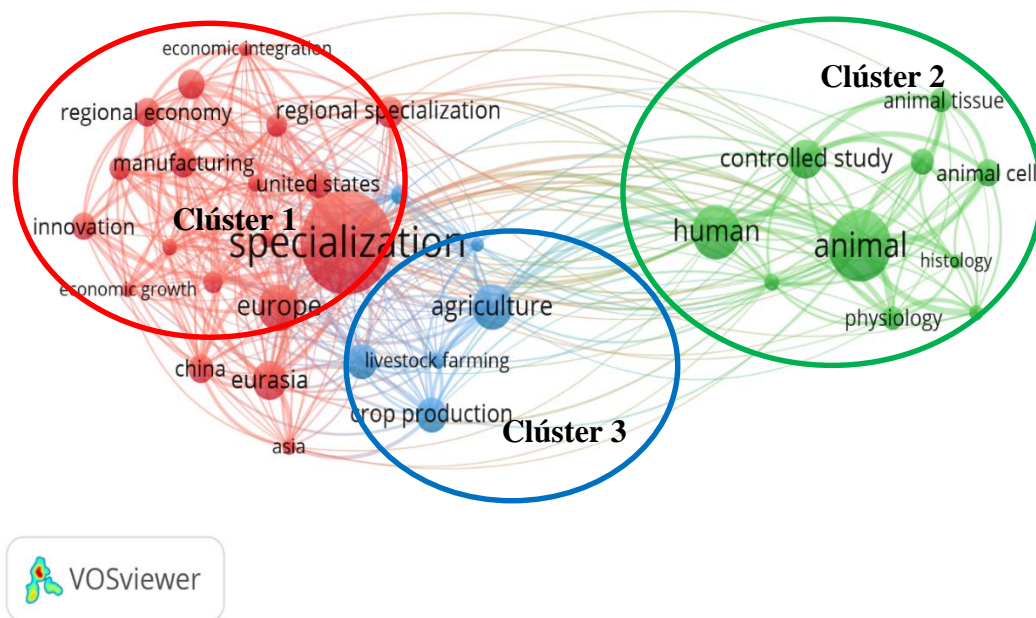 economic integration
regional economy
regional specialization
manufacturing
united states
innovation
Clúster 1
specialization
economic growth
europe
china
eurasia
asia
agriculture
livestock farming
crop production
Clúster 3
Clúster 2
animal tissue
controlled study
animal cell
human
animal
histology
physiology
VOSviewer